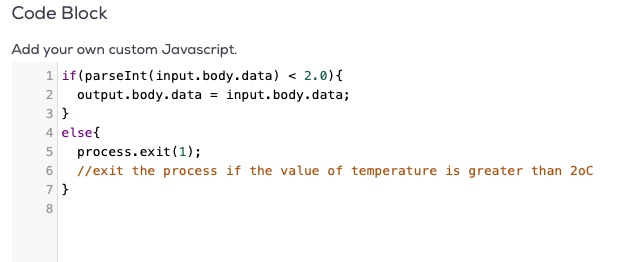 Code Block
Add your own custom Javascript.
1 if(parseInt(input.body.data) < 2.0){
2   output.body.data = input.body.data;
3 }
4 else{
5   process.exit(1);
6   //exit the process if the value of temperature is greater than 2oC
7 }
8